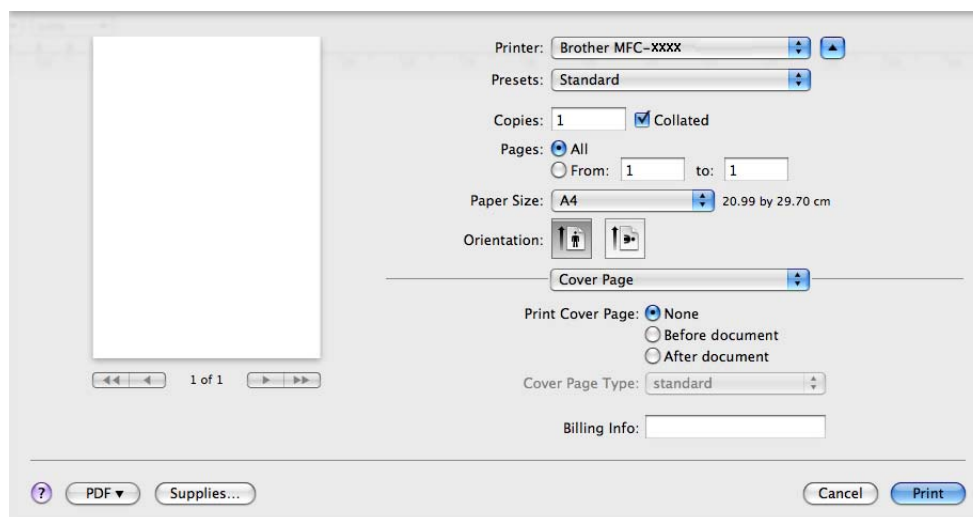 Printer: Brother MFC-XXXX
Presets: Standard
Copies: 1 Collated
Pages: All
From: 1 to: 1
Paper Size: A4 20.99 by 29.70 cm
Orientation:
Cover Page
Print Cover Page: None
Before document
After document
1 of 1
Cover Page Type: standard
Billing Info:
? PDF Supplies... Cancel Print